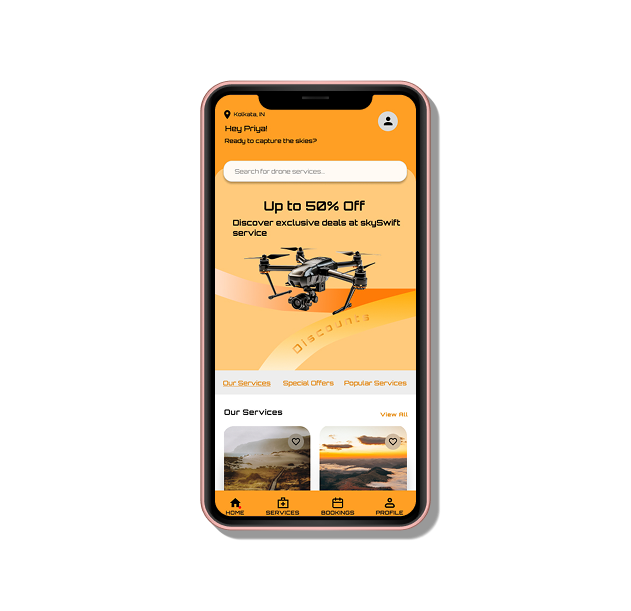 Kolkata, IN
Hey Priya!
Ready to capture the skies?
Search for drone services...
Up to 50% Off
Discover exclusive deals at skySwift
service
Discounts
Our Services
Special Offers
Popular Services
Our Services
View All
HOME
SERVICES
BOOKINGS
PROFILE